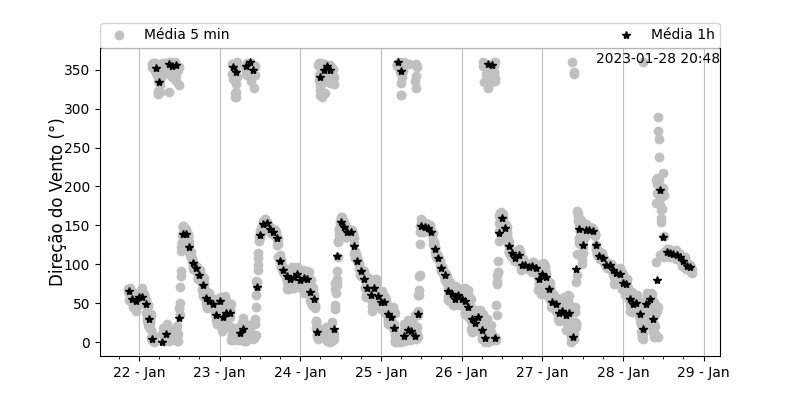 Média 5 min
Média 1h
2023-01-28 20:48
Direção do Vento (°)
350
300
250
200
150
100
50
0
22 - Jan
23 - Jan
24 - Jan
25 - Jan
26 - Jan
27 - Jan
28 - Jan
29 - Jan